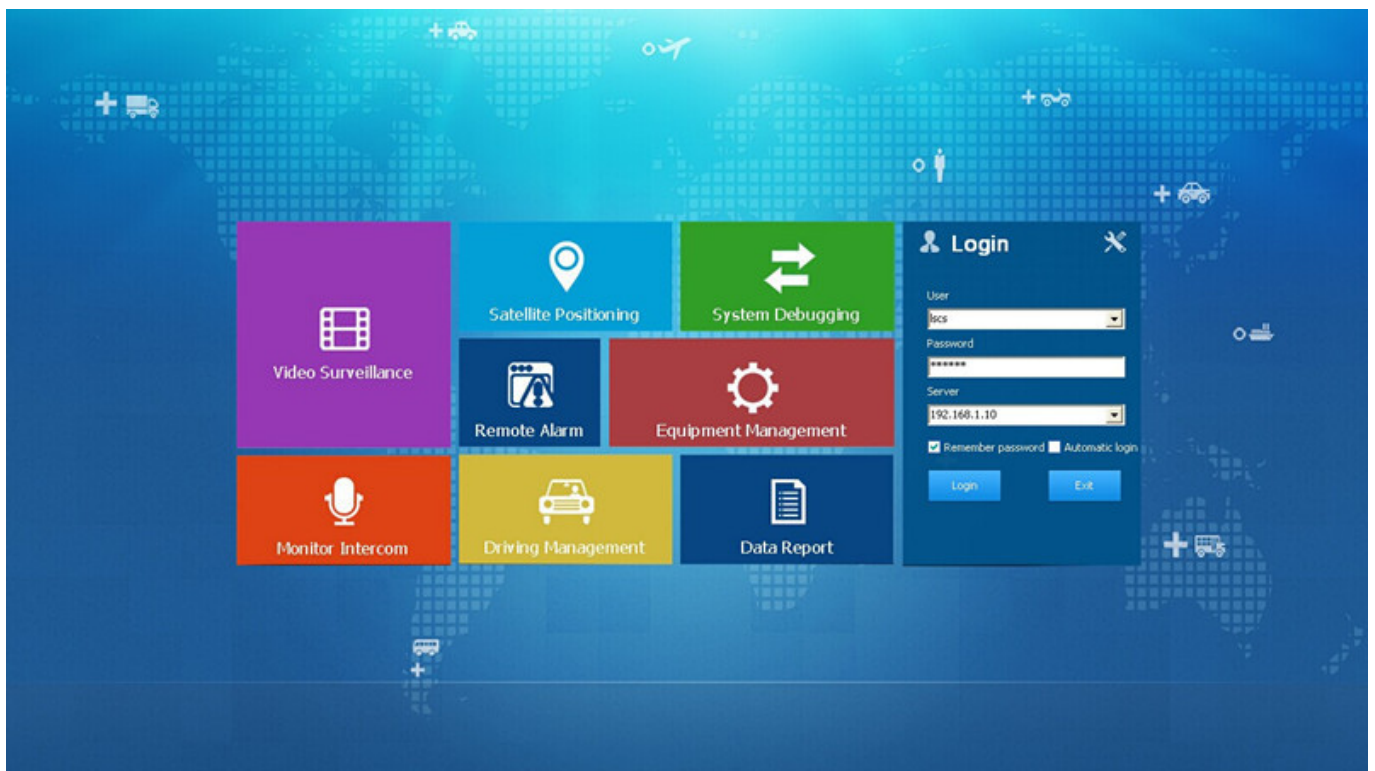 Login
Satellite Positioning
System Debugging
User
lscs
Password
******
Video Surveillance
Server
192.168.1.10
Remote Alarm
Equipment Management
Remember password
Automatic login
Login
Exit
Monitor Intercom
Driving Management
Data Report